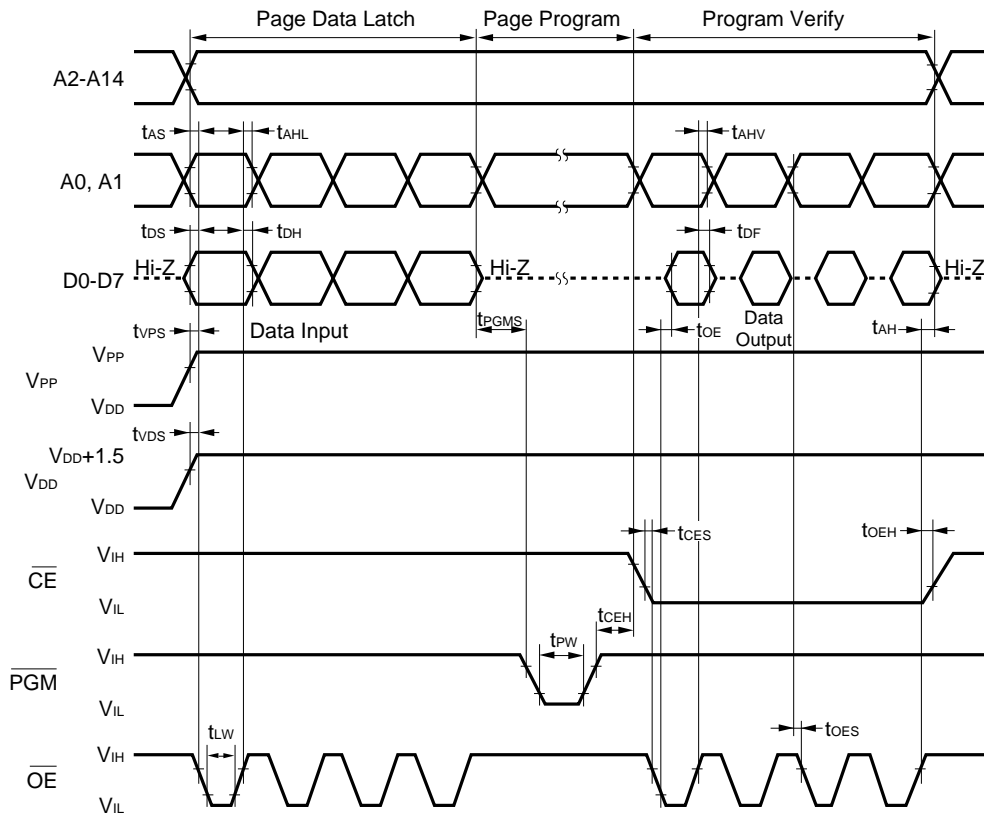 Page Data Latch Page Program Program Verify
A2-A14
tAS tAHL tAHV
A0, A1
tDS tDH tDF
Hi-Z Hi-Z Hi-Z
D0-D7
tVPS Data Input tPGMS tOE Data Output tAH
VPP
VPP
VDD
tVDS
VDD+1.5
VDD
VDD
tCES tOEH
VIH
CE
VIL
tCEH
tPW
VIH
PGM
VIL
tLW tOES
VIH
OE
VIL